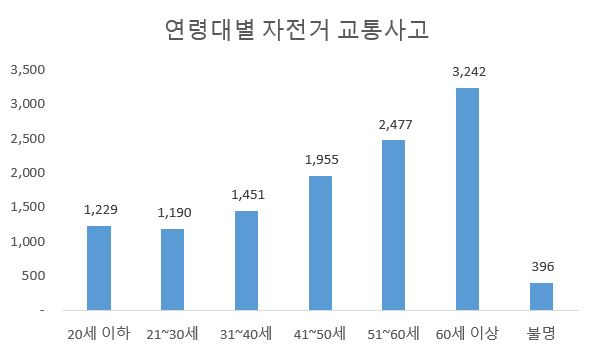 연령대별 자전거 교통사고
3,500
3,000
2,500
2,000
1,500
1,000
500
-
1,229
1,190
1,451
1,955
2,477
3,242
396
20세 이하
21~30세
31~40세
41~50세
51~60세
60세 이상
불명